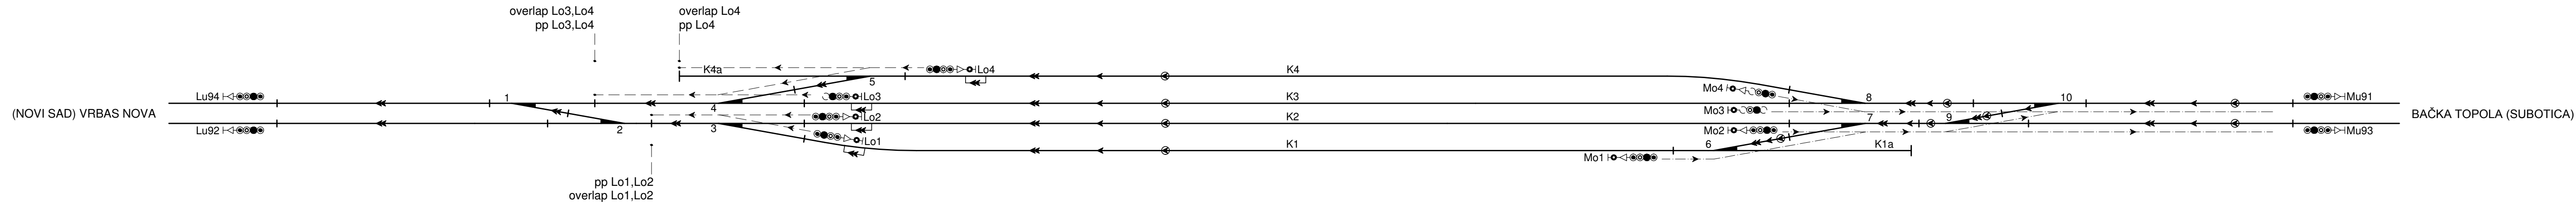 overlap Lo3,Lo4
pp Lo3,Lo4
overlap Lo4
pp Lo4
K4a
Lo4
K4
5
Mo4
Lu94
1
Lo3
K3
8
10
Mu91
4
Mo3
(NOVI SAD) VRBAS NOVA
BAČKA TOPOLA (SUBOTICA)
Lo2
K2
7
9
Lu92
2
3
Mo2
Mu93
Lo1
K1
6
K1a
Mo1
pp Lo1,Lo2
overlap Lo1,Lo2